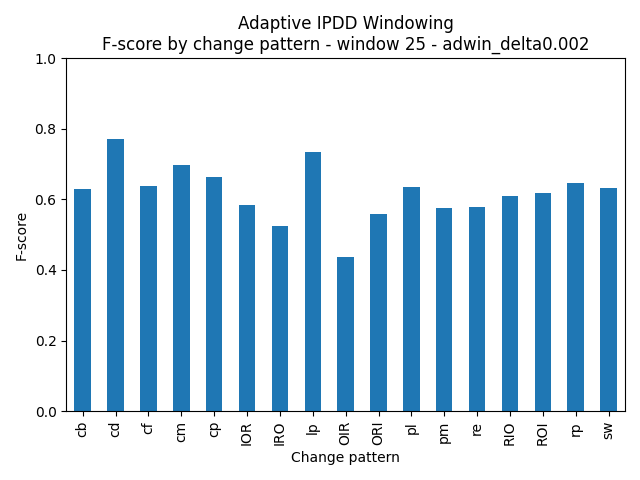 Adaptive IPDD Windowing
F-score by change pattern - window 25 - adwin_delta0.002
1.0
0.8
0.6
0.4
0.2
0.0
F-score
cb
cd
cf
cm
cp
IOR
IRO
lp
OIR
ORI
pl
pm
re
RIO
ROI
rp
sw
Change pattern